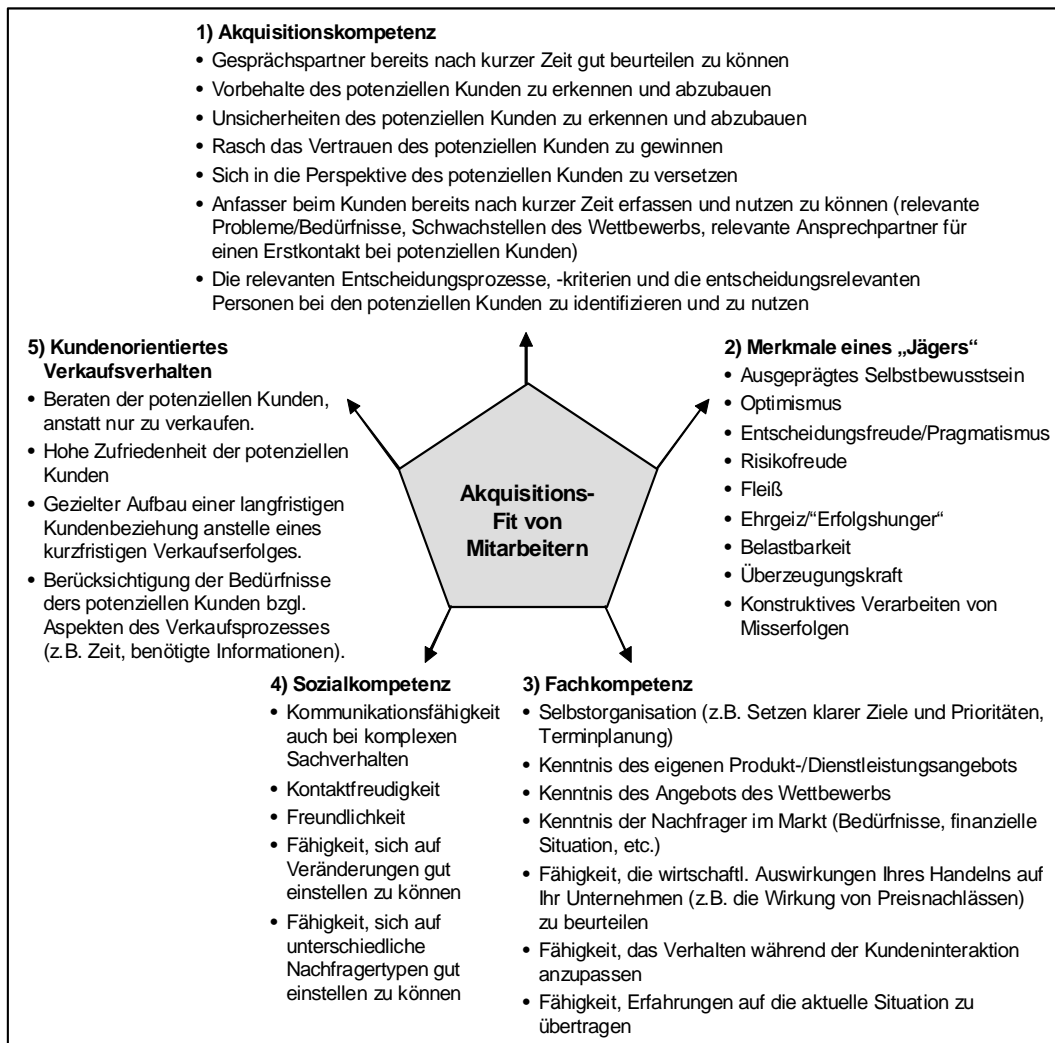 1) Akquisitionskompetenz
• Gesprächspartner bereits nach kurzer Zeit gut beurteilen zu können
• Vorbehalte des potenziellen Kunden zu erkennen und abzubauen
• Unsicherheiten des potenziellen Kunden zu erkennen und abzubauen
• Rasch das Vertrauen des potenziellen Kunden zu gewinnen
• Sich in die Perspektive des potenziellen Kunden zu versetzen
• Anfasser beim Kunden bereits nach kurzer Zeit erfassen und nutzen zu können (relevante
Probleme/Bedürfnisse, Schwachstellen des Wettbewerbs, relevante Ansprechpartner für
einen Erstkontakt bei potenziellen Kunden)
• Die relevanten Entscheidungsprozesse, -kriterien und die entscheidungsrelevanten
Personen bei den potenziellen Kunden zu identifizieren und zu nutzen
2) Merkmale eines „Jägers“
• Ausgeprägtes Selbstbewusstsein
• Optimismus
• Entscheidungsfreude/Pragmatismus
• Risikofreude
• Fleiß
• Ehrgeiz/“Erfolgshunger“
• Belastbarkeit
• Überzeugungskraft
• Konstruktives Verarbeiten von
Misserfolgen
3) Fachkompetenz
• Selbstorganisation (z.B. Setzen klarer Ziele und Prioritäten,
Terminplanung)
• Kenntnis des eigenen Produkt-/Dienstleistungsangebots
• Kenntnis des Angebots des Wettbewerbs
• Kenntnis der Nachfrager im Markt (Bedürfnisse, finanzielle
Situation, etc.)
• Fähigkeit, die wirtschaftl. Auswirkungen Ihres Handelns auf
Ihr Unternehmen (z.B. die Wirkung von Preisnachlässen)
zu beurteilen
• Fähigkeit, das Verhalten während der Kundeninteraktion
anzupassen
• Fähigkeit, Erfahrungen auf die aktuelle Situation zu
übertragen
4) Sozialkompetenz
• Kommunikationsfähigkeit
auch bei komplexen
Sachverhalten
• Kontaktfreudigkeit
• Freundlichkeit
• Fähigkeit, sich auf
Veränderungen gut
einstellen zu können
• Fähigkeit, sich auf
unterschiedliche
Nachfragertypen gut
einstellen zu können
5) Kundenorientiertes
Verkaufsverhalten
• Beraten der potenziellen Kunden,
anstatt nur zu verkaufen.
• Hohe Zufriedenheit der potenziellen
Kunden
• Gezielter Aufbau einer langfristigen
Kundenbeziehung anstelle eines
kurzfristigen Verkaufserfolges.
• Berücksichtigung der Bedürfnisse
ders potenziellen Kunden bzgl.
Aspekten des Verkaufsprozesses
(z.B. Zeit, benötigte Informationen).
Akquisitions-
Fit von
Mitarbeitern